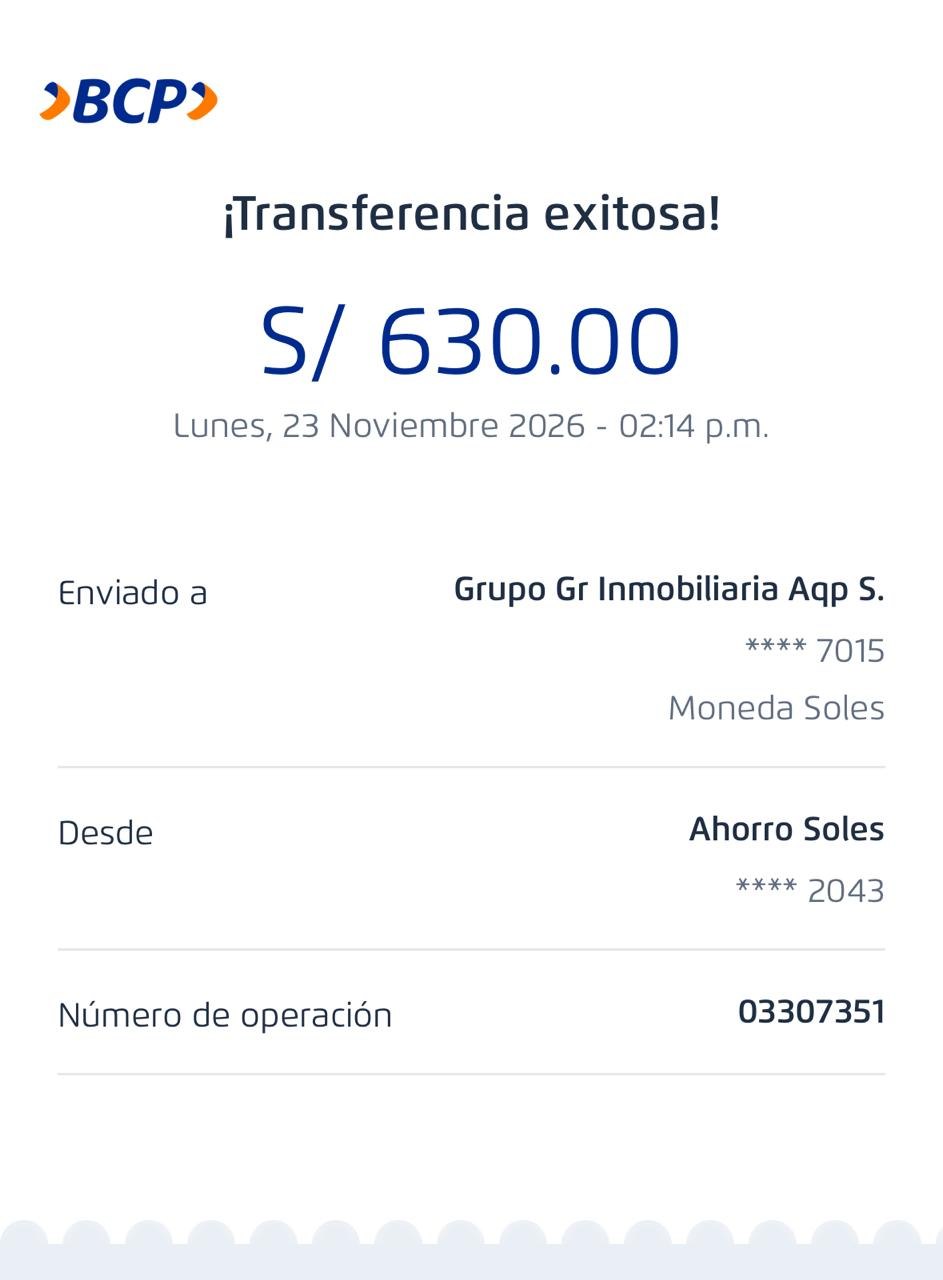 BCP
¡Transferencia exitosa!
S/ 630.00
Lunes, 23 Noviembre 2026 - 02:14 p.m.
Enviado a
Grupo Gr Inmobiliaria Aqp S.
**** 7015
Moneda Soles
Desde
Ahorro Soles
**** 2043
Número de operación
03307351